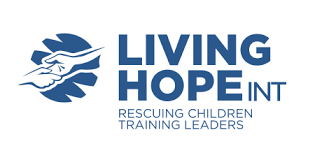 LIVING
HOPE INT
RESCUING CHILDREN
TRAINING LEADERS